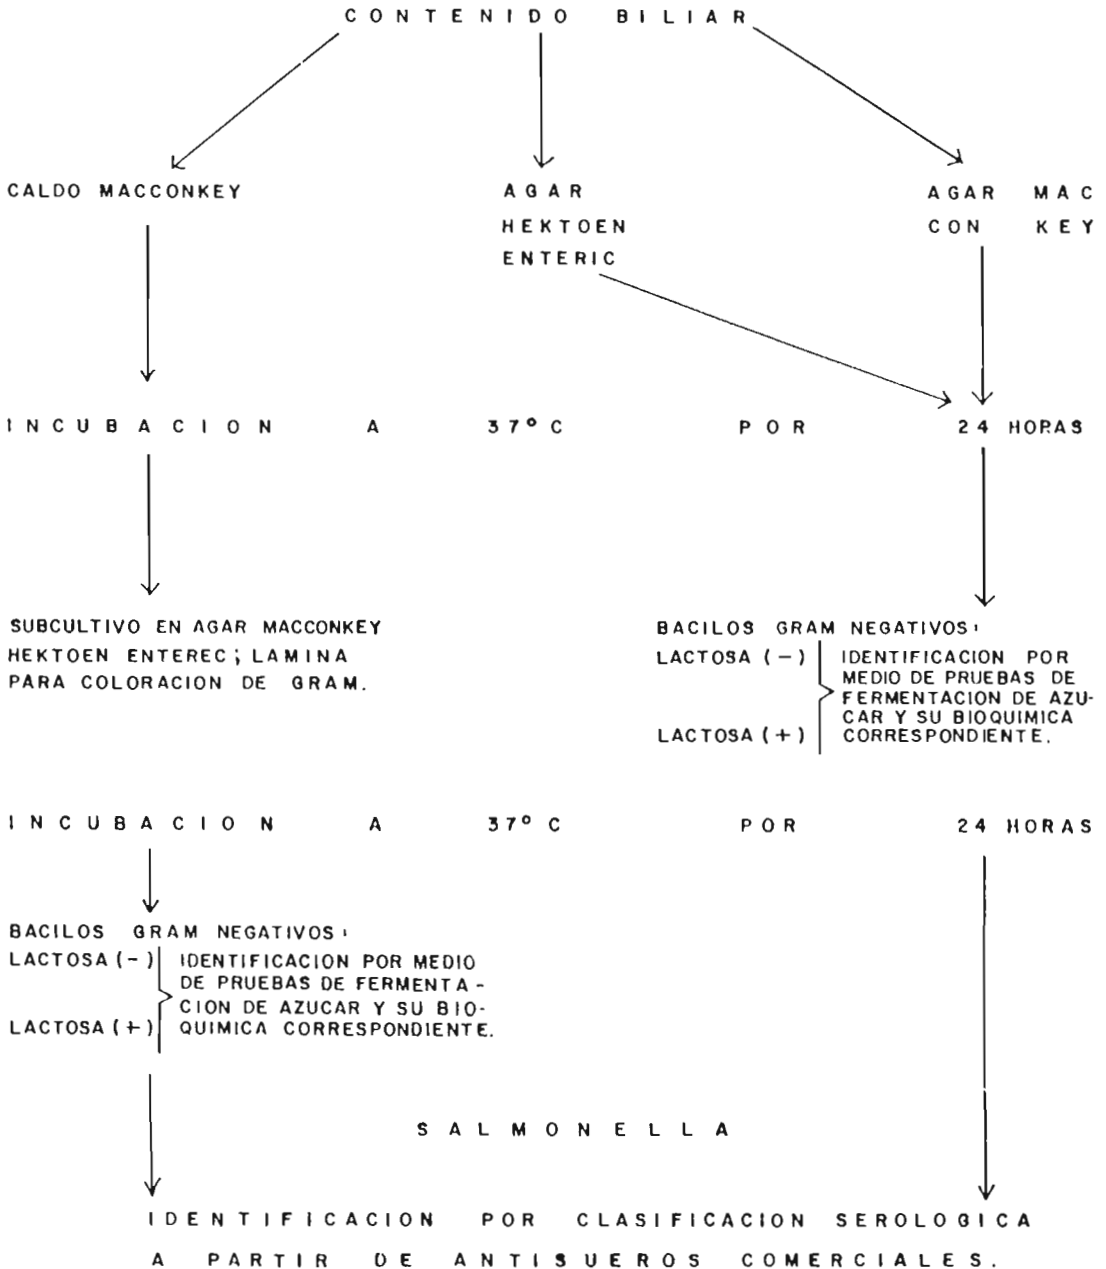 CONTENIDO BILIAR
CALDO MACCONKEY
AGAR
HEKTOEN
ENTERIC
AGAR MAC
CON KEY
INCUBACION A 37° C POR 24 HORAS
SUBCULTIVO EN AGAR MACCONKEY
HEKTOEN ENTEREC; LAMINA
PARA COLORACION DE GRAM.
BACILOS GRAM NEGATIVOS:
LACTOSA (-)
LACTOSA (+)
IDENTIFICACION POR
MEDIO DE PRUEBAS DE
FERMENTACION DE AZU-
CAR Y SU BIOQUIMICA
CORRESPONDIENTE.
INCUBACION A 37° C POR 24 HORAS
BACILOS GRAM NEGATIVOS:
LACTOSA (-)
LACTOSA (+)
IDENTIFICACION POR MEDIO
DE PRUEBAS DE FERMENTA-
CION DE AZUCAR Y SU BIO-
QUIMICA CORRESPONDIENTE.
SALMONELLA
IDENTIFICACION POR CLASIFICACION SEROLOGICA
A PARTIR DE ANTISUEROS COMERCIALES.